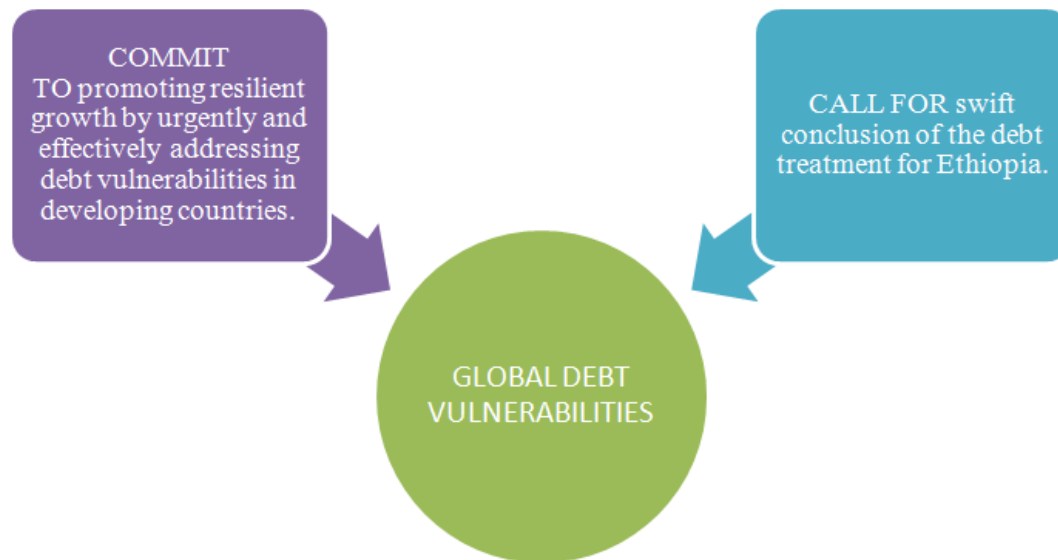 COMMIT
TO promoting resilient
growth by urgently and
effectively addressing
debt vulnerabilities in
developing countries.
CALL FOR swift
conclusion of the debt
treatment for Ethiopia.
GLOBAL DEBT
VULNERABILITIES